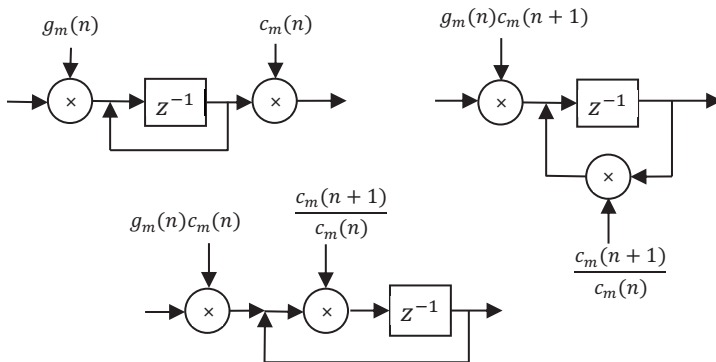 g_m(n)
c_m(n)
×
z⁻¹
×
g_m(n)c_m(n + 1)
×
z⁻¹
×
c_m(n + 1)
c_m(n)
g_m(n)c_m(n)
c_m(n + 1)
c_m(n)
×
×
z⁻¹